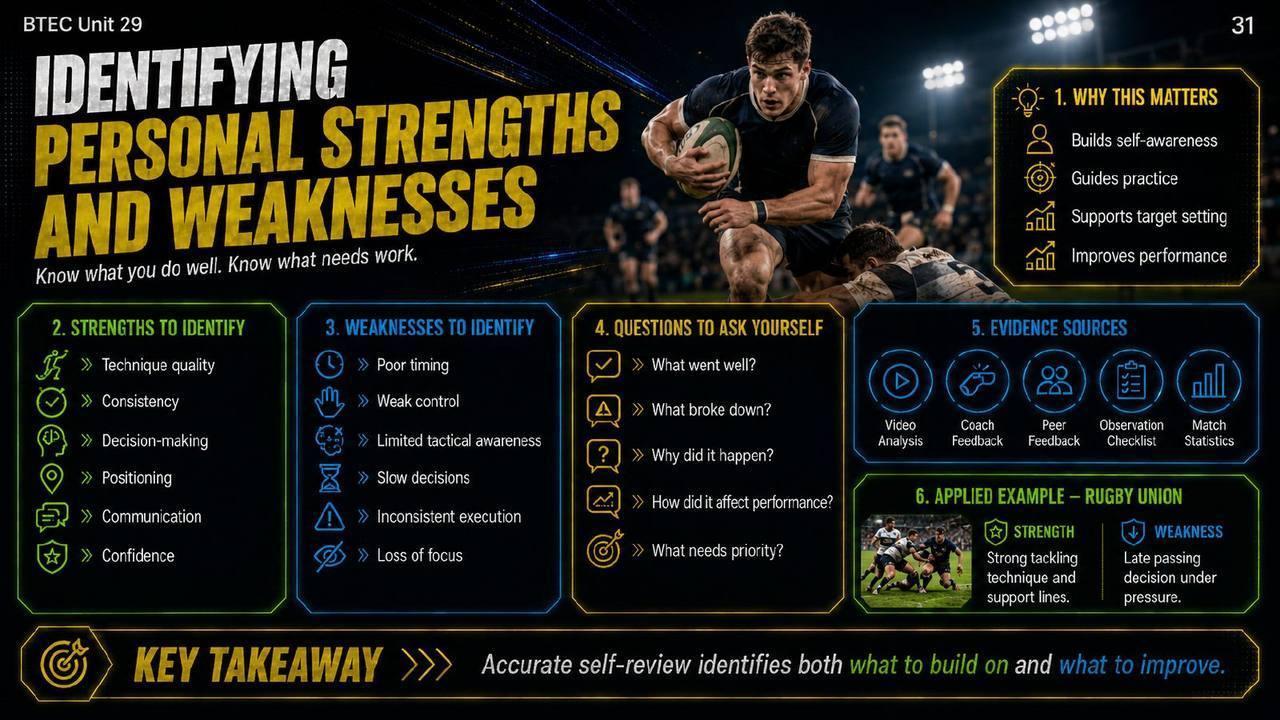 BTEC Unit 29
31
IDENTIFYING
PERSONAL STRENGTHS
AND WEAKNESSES
Know what you do well. Know what needs work.
1. WHY THIS MATTERS
Builds self-awareness
Guides practice
Supports target setting
Improves performance
2. STRENGTHS TO IDENTIFY
» Technique quality
» Consistency
» Decision-making
» Positioning
» Communication
» Confidence
3. WEAKNESSES TO IDENTIFY
» Poor timing
» Weak control
» Limited tactical awareness
» Slow decisions
» Inconsistent execution
» Loss of focus
4. QUESTIONS TO ASK YOURSELF
» What went well?
» What broke down?
» Why did it happen?
» How did it affect performance?
» What needs priority?
5. EVIDENCE SOURCES
Video
Analysis
Coach
Feedback
Peer
Feedback
Observation
Checklist
Match
Statistics
6. APPLIED EXAMPLE – RUGBY UNION
STRENGTH
Strong tackling
technique and
support lines.
WEAKNESS
Late passing
decision under
pressure.
KEY TAKEAWAY
Accurate self-review identifies both what to build on and what to improve.